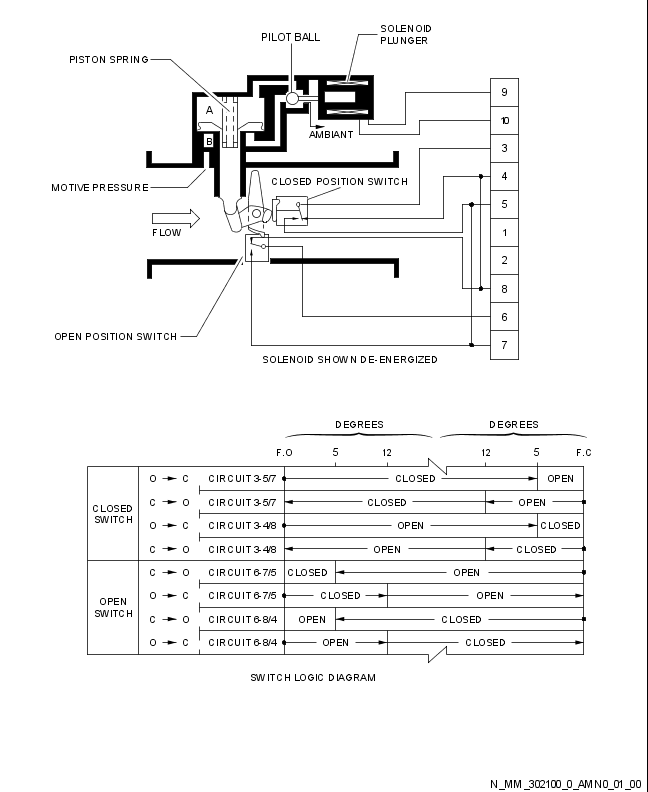 SOLENOID
PLUNGER
PILOT BALL
PISTON SPRING
A
B
AMBIANT
MOTIVE PRESSURE
CLOSED POSITION SWITCH
FLOW
OPEN POSITION SWITCH
9
10
3
4
5
1
2
8
6
7
SOLENOID SHOWN DE-ENERGIZED
DEGREES DEGREES
F.O 5 12 12 5 F.C
CLOSED
SWITCH
O C CIRCUIT 3-5/7 CLOSED OPEN
C O CIRCUIT 3-5/7 CLOSED OPEN
O C CIRCUIT 3-4/8 OPEN CLOSED
C O CIRCUIT 3-4/8 OPEN CLOSED
OPEN
SWITCH
C O CIRCUIT 6-7/5 CLOSED OPEN
O C CIRCUIT 6-7/5 CLOSED OPEN
C O CIRCUIT 6-8/4 OPEN CLOSED
O C CIRCUIT 6-8/4 OPEN CLOSED
SWITCH LOGIC DIAGRAM
N_MM_302100_0_AMN0_01_00